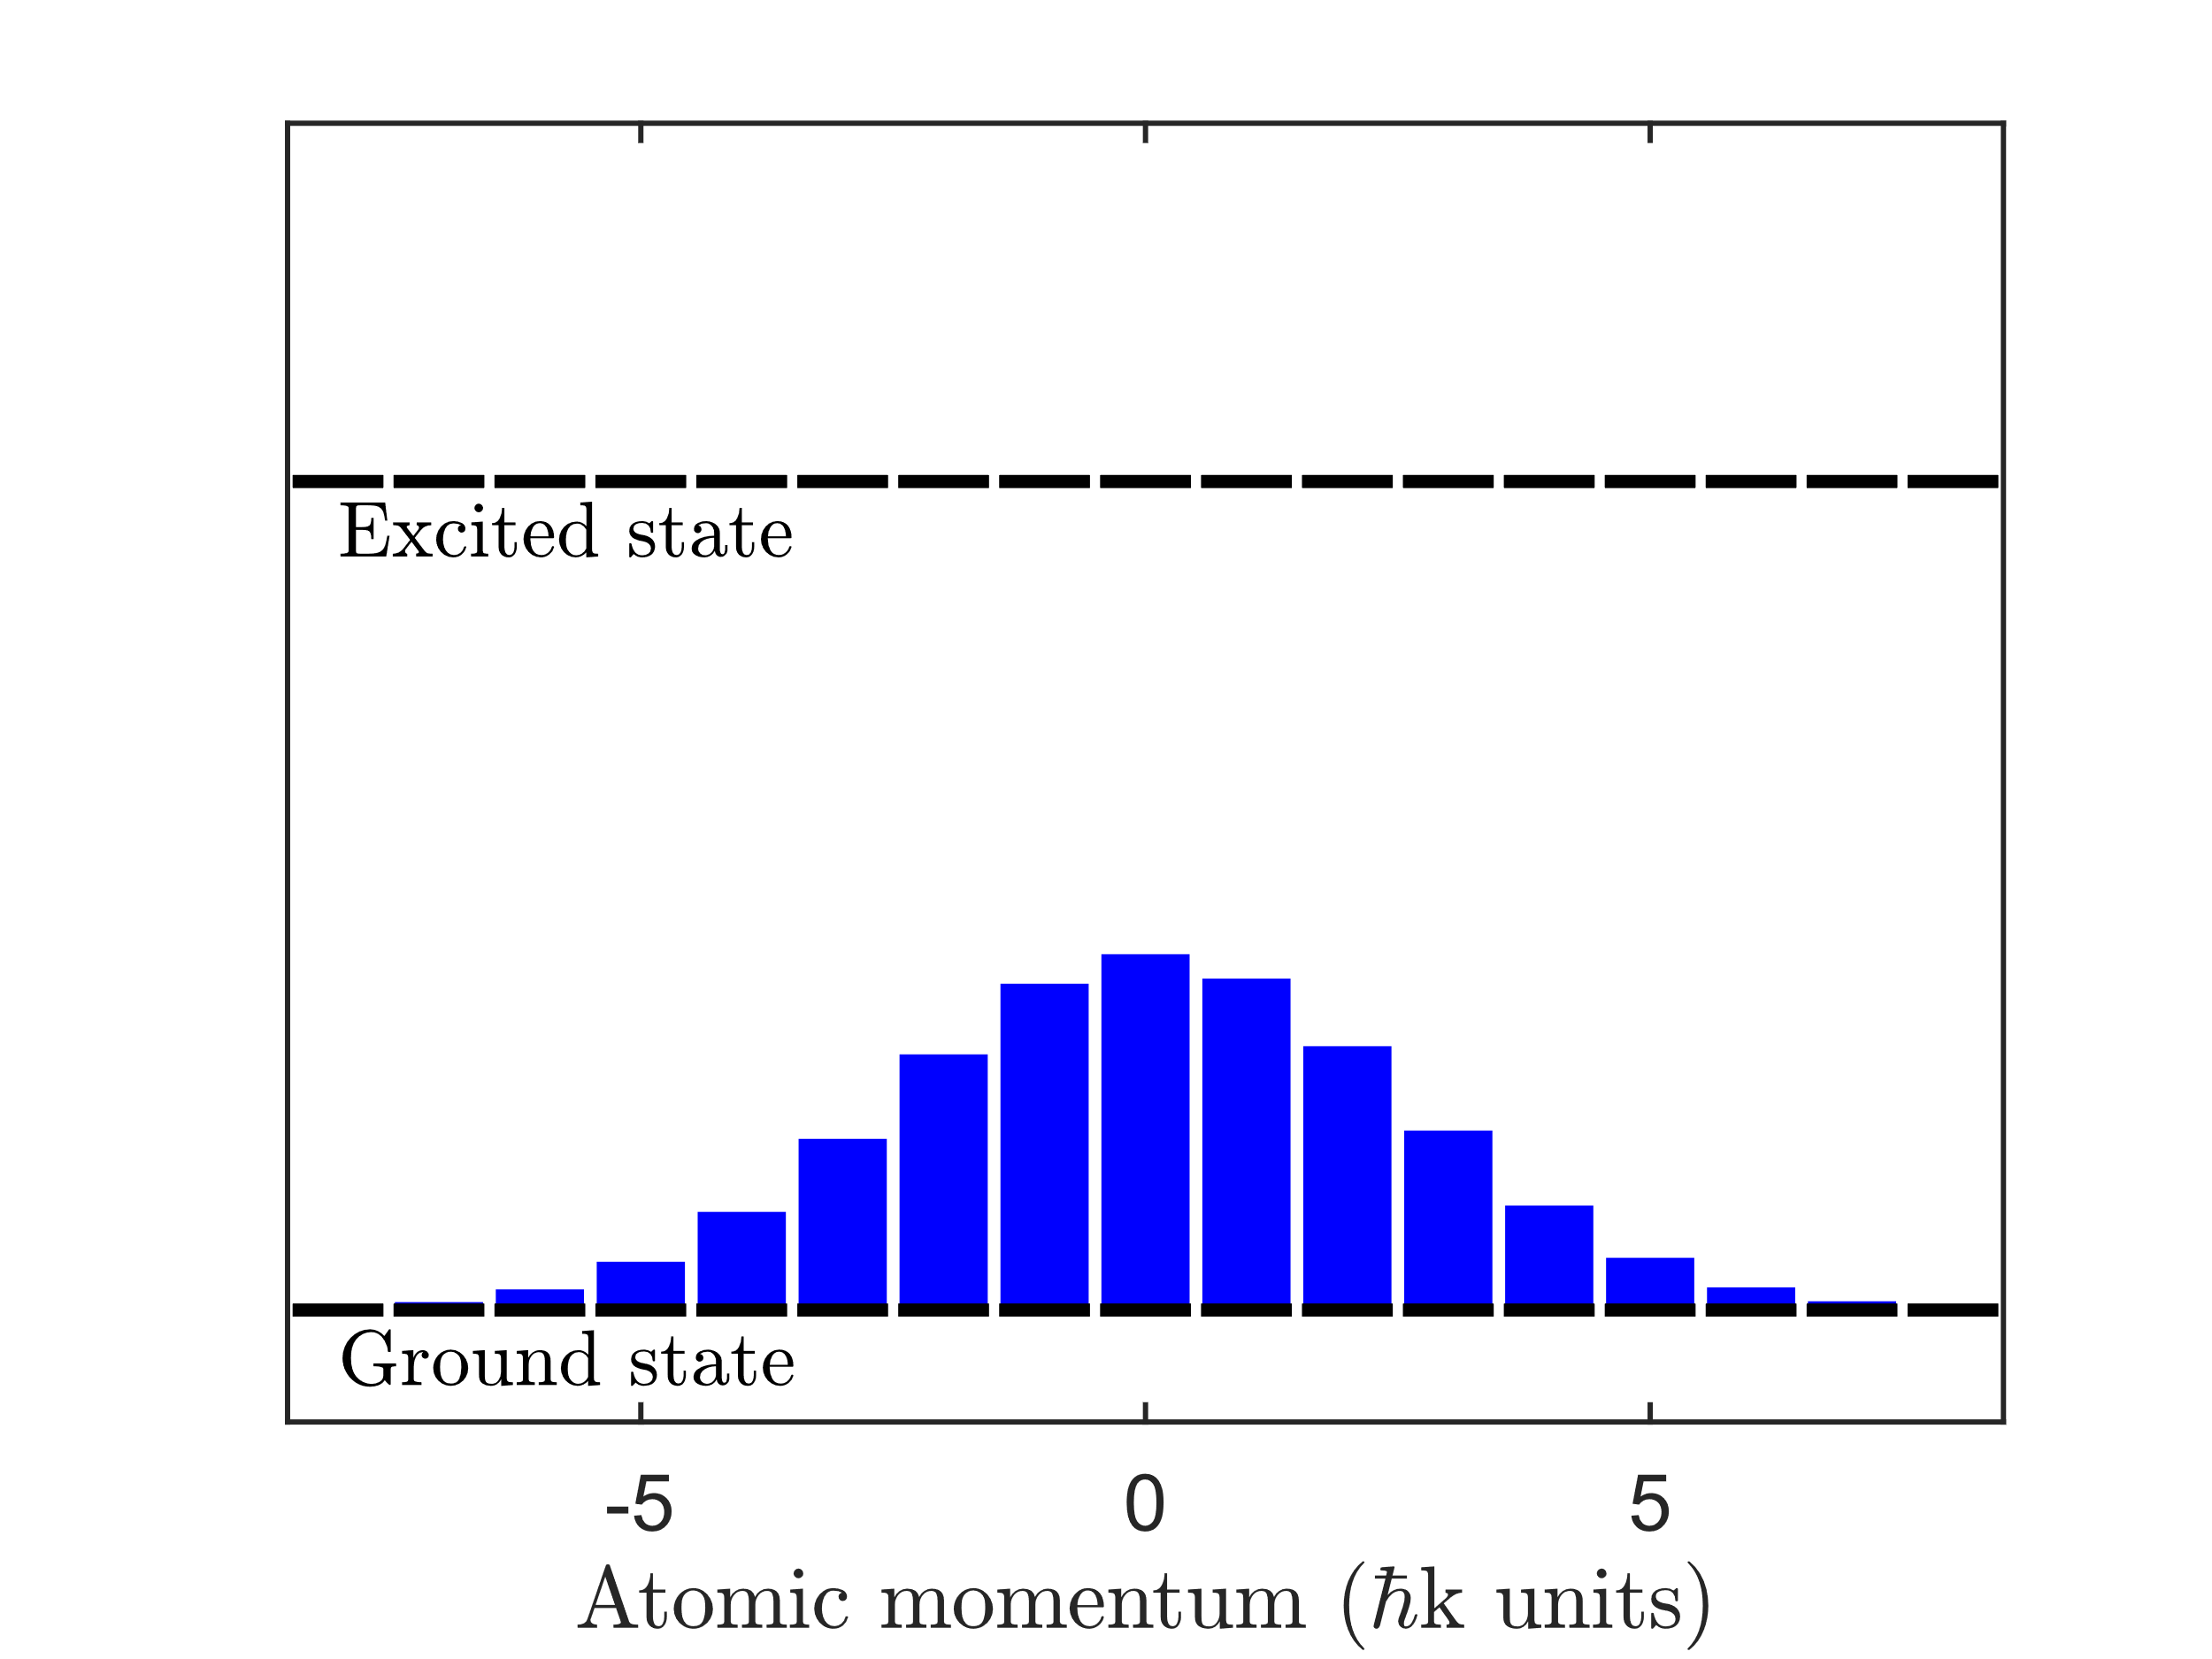 Excited state
Ground state
-5 0 5
Atomic momentum (ℏk units)